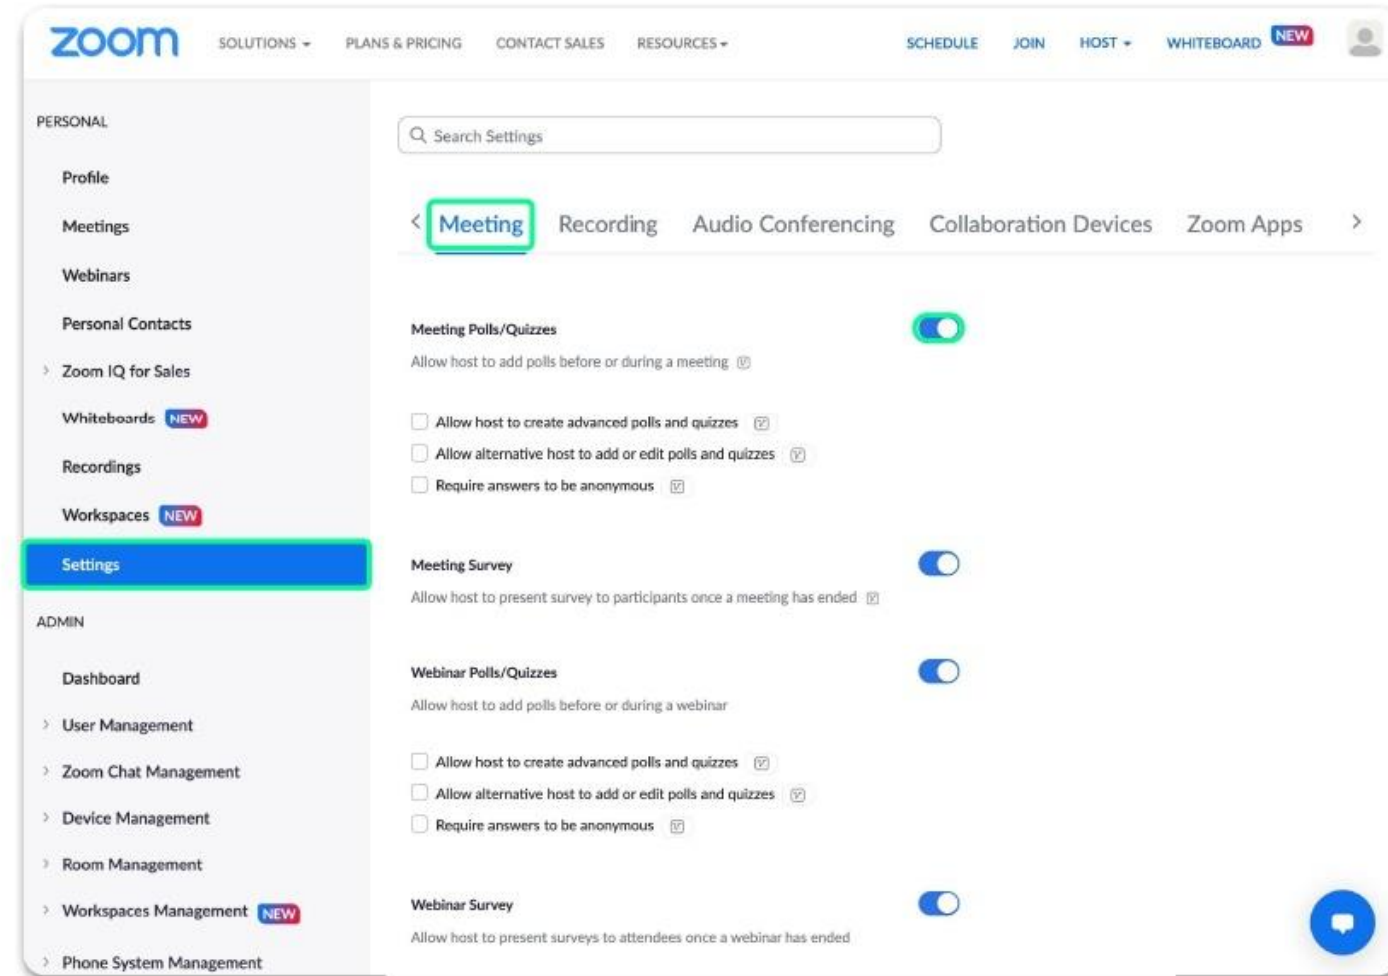 zoom SOLUTIONS PLANS & PRICING CONTACT SALES RESOURCES SCHEDULE JOIN HOST WHITEBOARD NEW
PERSONAL
Profile
Meetings
Webinars
Personal Contacts
Zoom IQ for Sales
Whiteboards NEW
Recordings
Workspaces NEW
Settings
ADMIN
Dashboard
User Management
Zoom Chat Management
Device Management
Room Management
Workspaces Management NEW
Phone System Management
Search Settings
Meeting Recording Audio Conferencing Collaboration Devices Zoom Apps
Meeting Polls/Quizzes
Allow host to add polls before or during a meeting
Allow host to create advanced polls and quizzes
Allow alternative host to add or edit polls and quizzes
Require answers to be anonymous
Meeting Survey
Allow host to present survey to participants once a meeting has ended
Webinar Polls/Quizzes
Allow host to add polls before or during a webinar
Allow host to create advanced polls and quizzes
Allow alternative host to add or edit polls and quizzes
Require answers to be anonymous
Webinar Survey
Allow host to present surveys to attendees once a webinar has ended